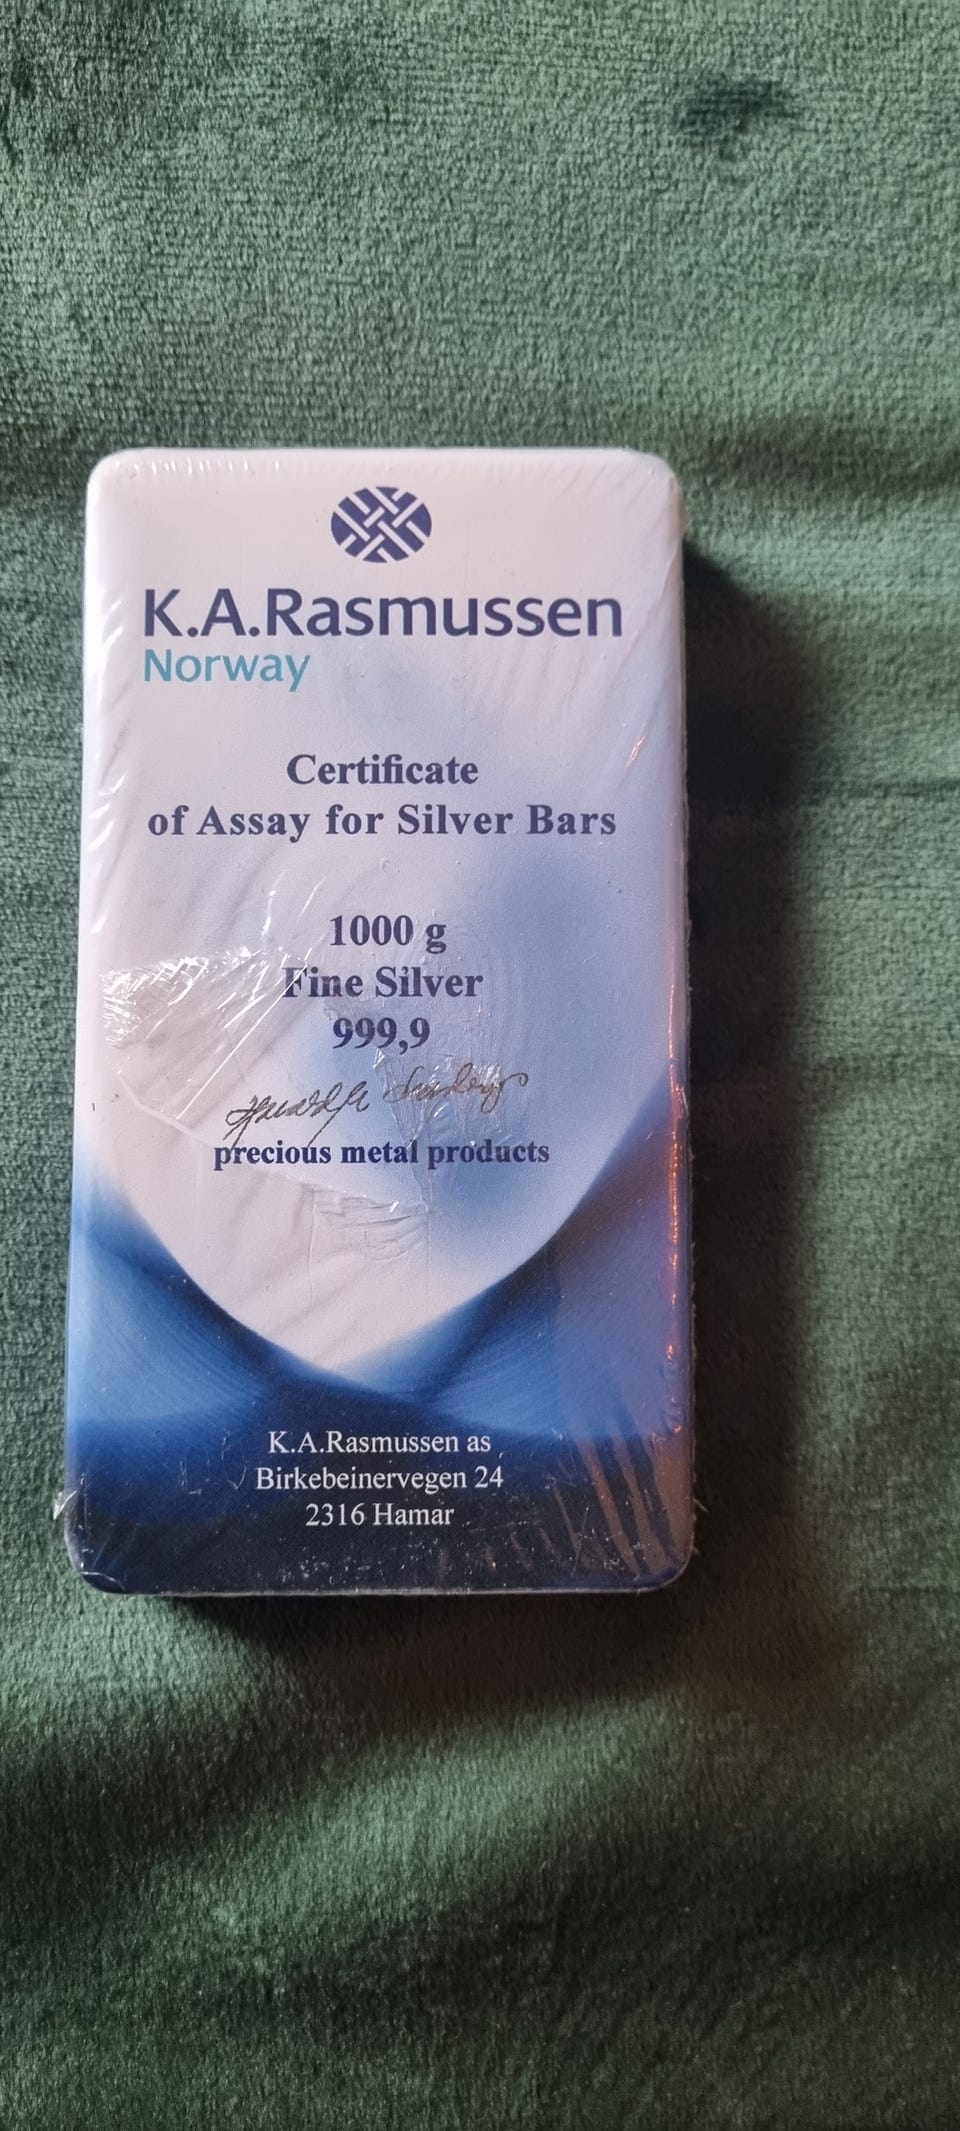 K.A.Rasmussen
Norway
Certificate
of Assay for Silver Bars
1000 g
Fine Silver
999,9
precious metal products
K.A.Rasmussen as
Birkebeinervegen 24
2316 Hamar